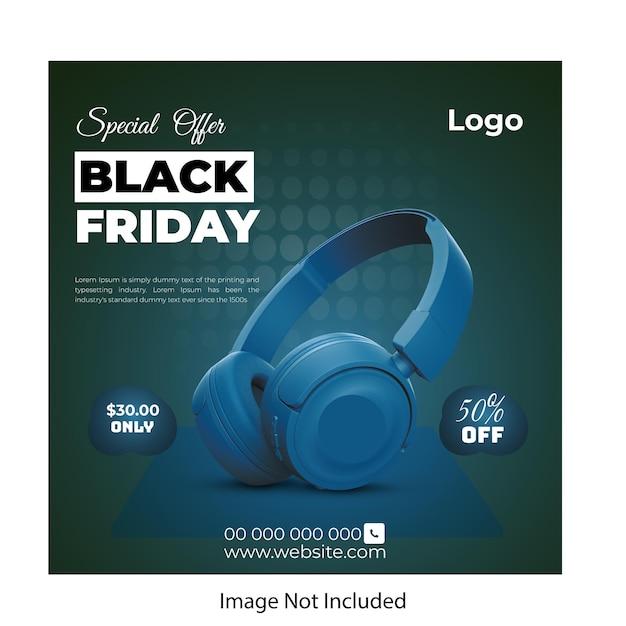 Special Offer
Logo
BLACK
FRIDAY
Lorem Ipsum is simply dummy text of the printing and
typesetting industry. Lorem Ipsum has been the industry's
standard dummy text ever since the 1500s
$30.00
ONLY
50%
OFF
00 000 000 000
www.website.com
Image Not Included